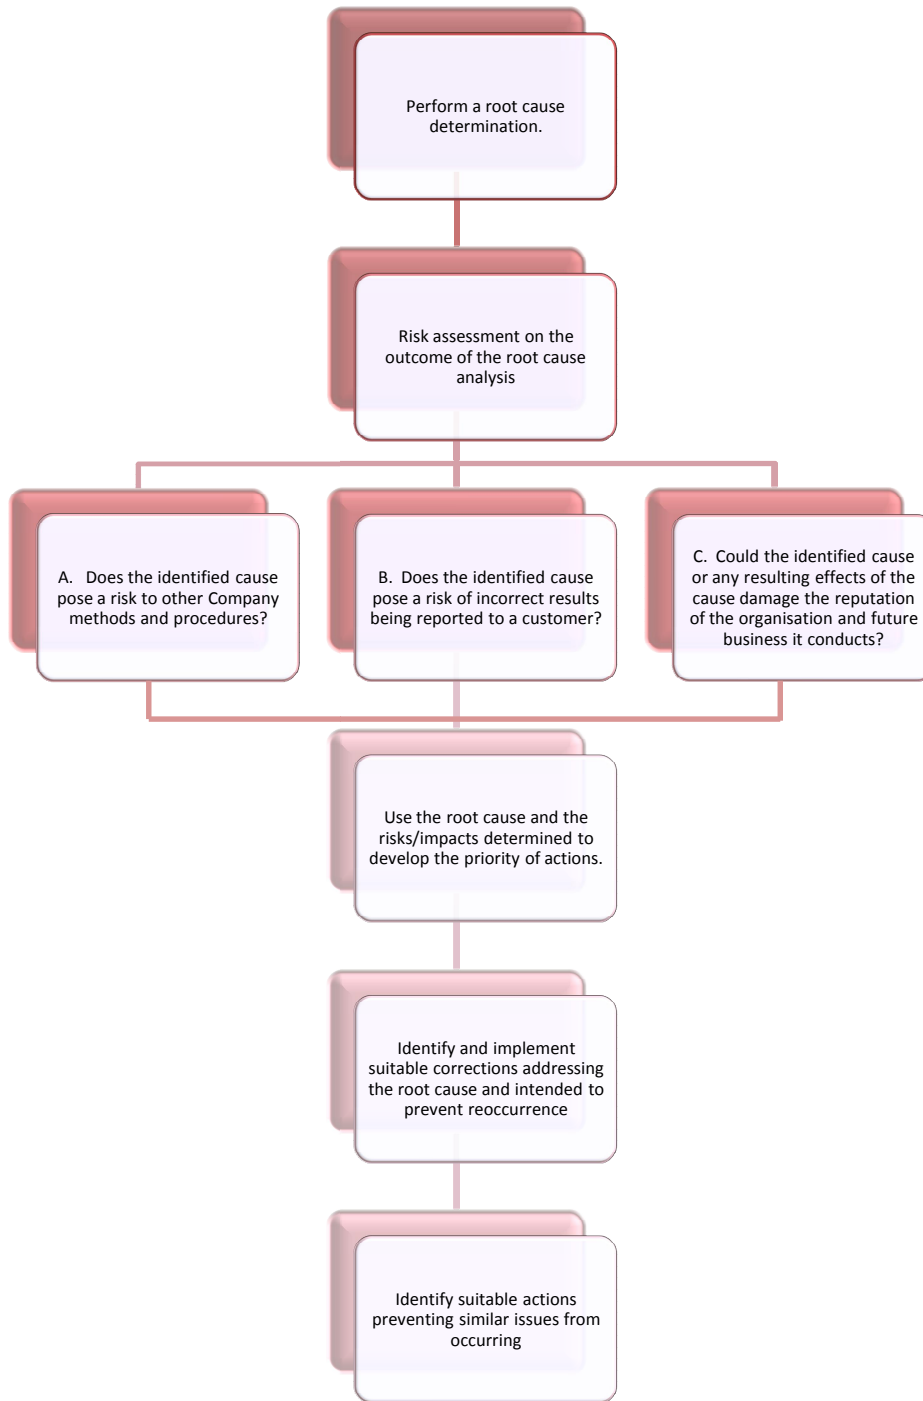 Perform a root cause
determination.
Risk assessment on the
outcome of the root cause
analysis
A. Does the identified cause
pose a risk to other Company
methods and procedures?
B. Does the identified cause
pose a risk of incorrect results
being reported to a customer?
C. Could the identified cause
or any resulting effects of the
cause damage the reputation
of the organisation and future
business it conducts?
Use the root cause and the
risks/impacts determined to
develop the priority of actions.
Identify and implement
suitable corrections addressing
the root cause and intended to
prevent reoccurrence
Identify suitable actions
preventing similar issues from
occurring